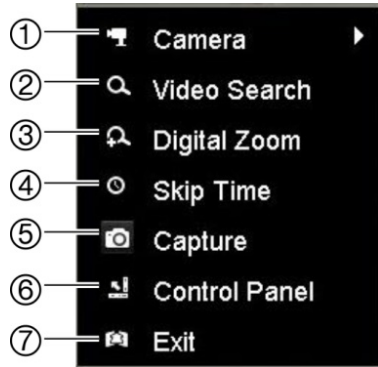 ① Camera
② Video Search
③ Digital Zoom
④ Skip Time
⑤ Capture
⑥ Control Panel
⑦ Exit